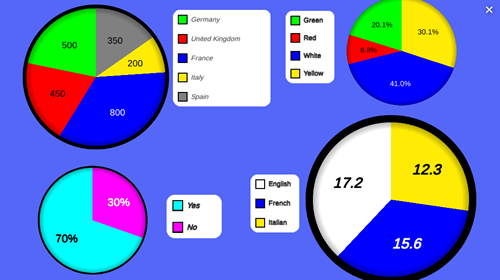 500
350
200
450
800
Germany
United Kingdom
France
Italy
Spain
Green
Red
White
Yellow
20.1%
30.1%
8.8%
41.0%
70%
30%
Yes
No
English
French
Italian
17.2
12.3
15.6